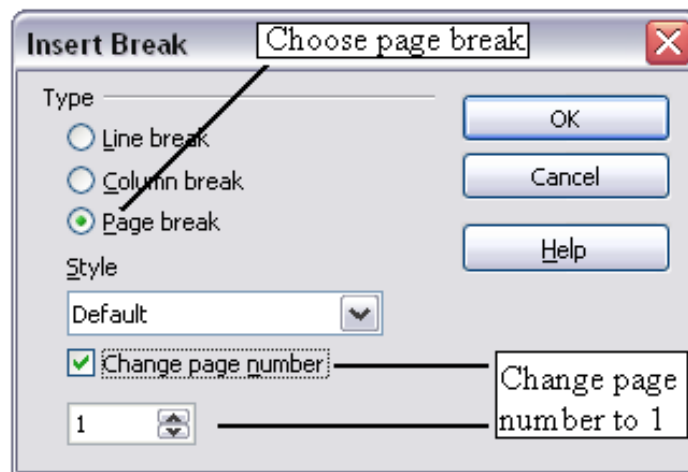 Insert Break
Choose page break
Type
Line break
Column break
Page break
OK
Cancel
Help
Style
Default
Change page number
1
Change page
number to 1